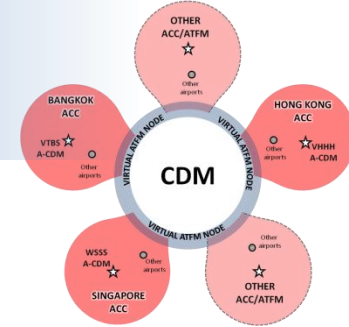 OTHER
ACC/ATFM
Other
airports
BANGKOK
ACC
VTBS
A-CDM
Other
airports
HONG KONG
ACC
Other
airports
VHHH
A-CDM
VIRTUAL ATFM NODE
VIRTUAL ATFM NODE
CDM
VIRTUAL ATFM NODE
WSSS
A-CDM
Other
airports
SINGAPORE
ACC
Other
airports
OTHER
ACC/ATFM